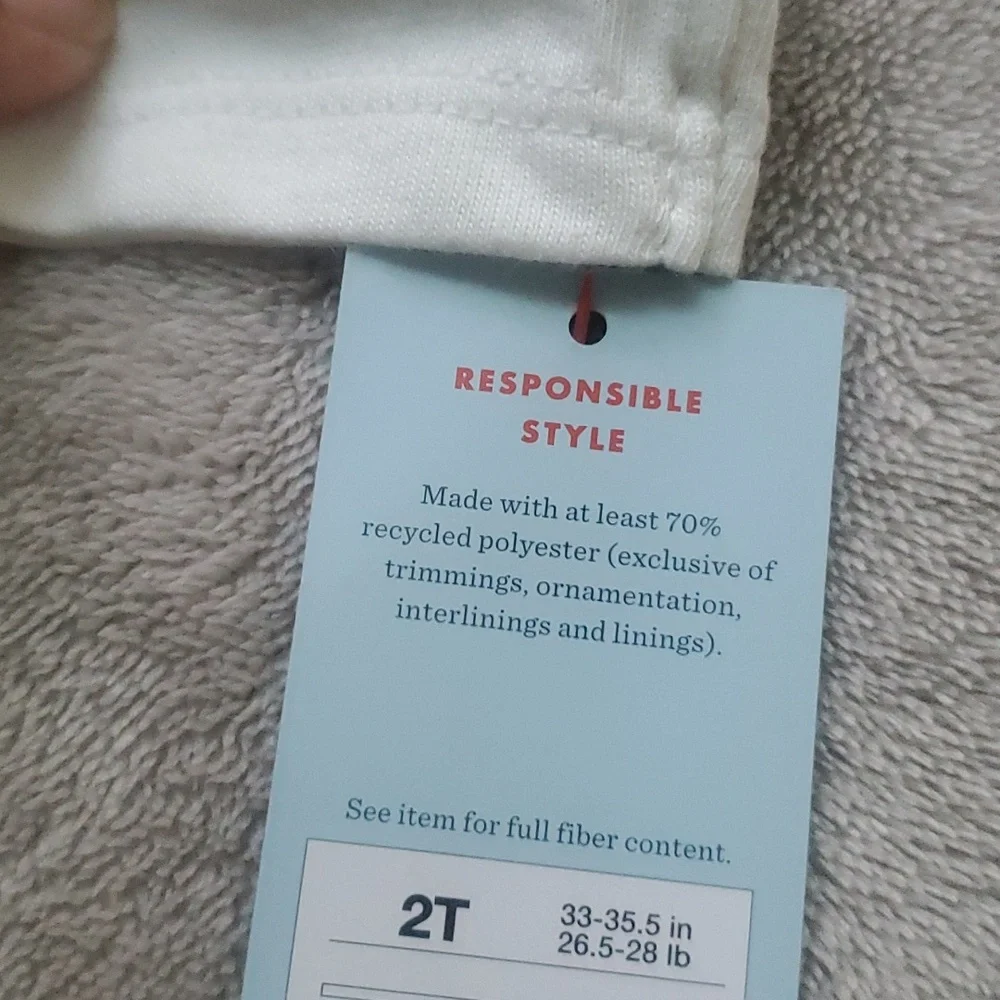 RESPONSIBLE
STYLE
Made with at least 70%
recycled polyester (exclusive of
trimmings, ornamentation,
interlinings and linings).
See item for full fiber content.
2T
33-35.5 in
26.5-28 lb